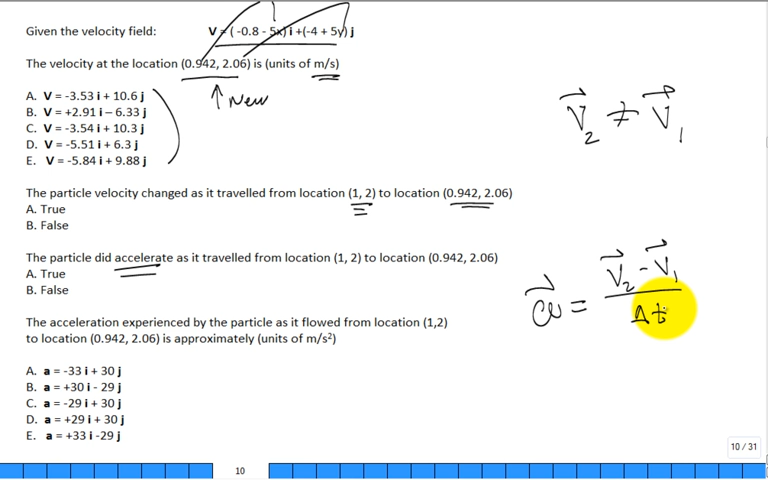 Given the velocity field: V = (-0.8 - 5x) i +(-4 + 5y) j
The velocity at the location (0.942, 2.06) is (units of m/s)
↑ New
A. V = -3.53 i + 10.6 j
B. V = +2.91 i – 6.33 j
C. V = -3.54 i + 10.3 j
D. V = -5.51 i + 6.3 j
E. V = -5.84 i + 9.88 j
V₂ ≠ V₁
The particle velocity changed as it travelled from location (1, 2) to location (0.942, 2.06)
A. True
B. False
The particle did accelerate as it travelled from location (1, 2) to location (0.942, 2.06)
A. True
B. False
a = V₂ - V₁ / Δt
The acceleration experienced by the particle as it flowed from location (1,2)
to location (0.942, 2.06) is approximately (units of m/s²)
A. a = -33 i + 30 j
B. a = +30 i - 29 j
C. a = -29 i + 30 j
D. a = +29 i + 30 j
E. a = +33 i -29 j
10 / 31
10